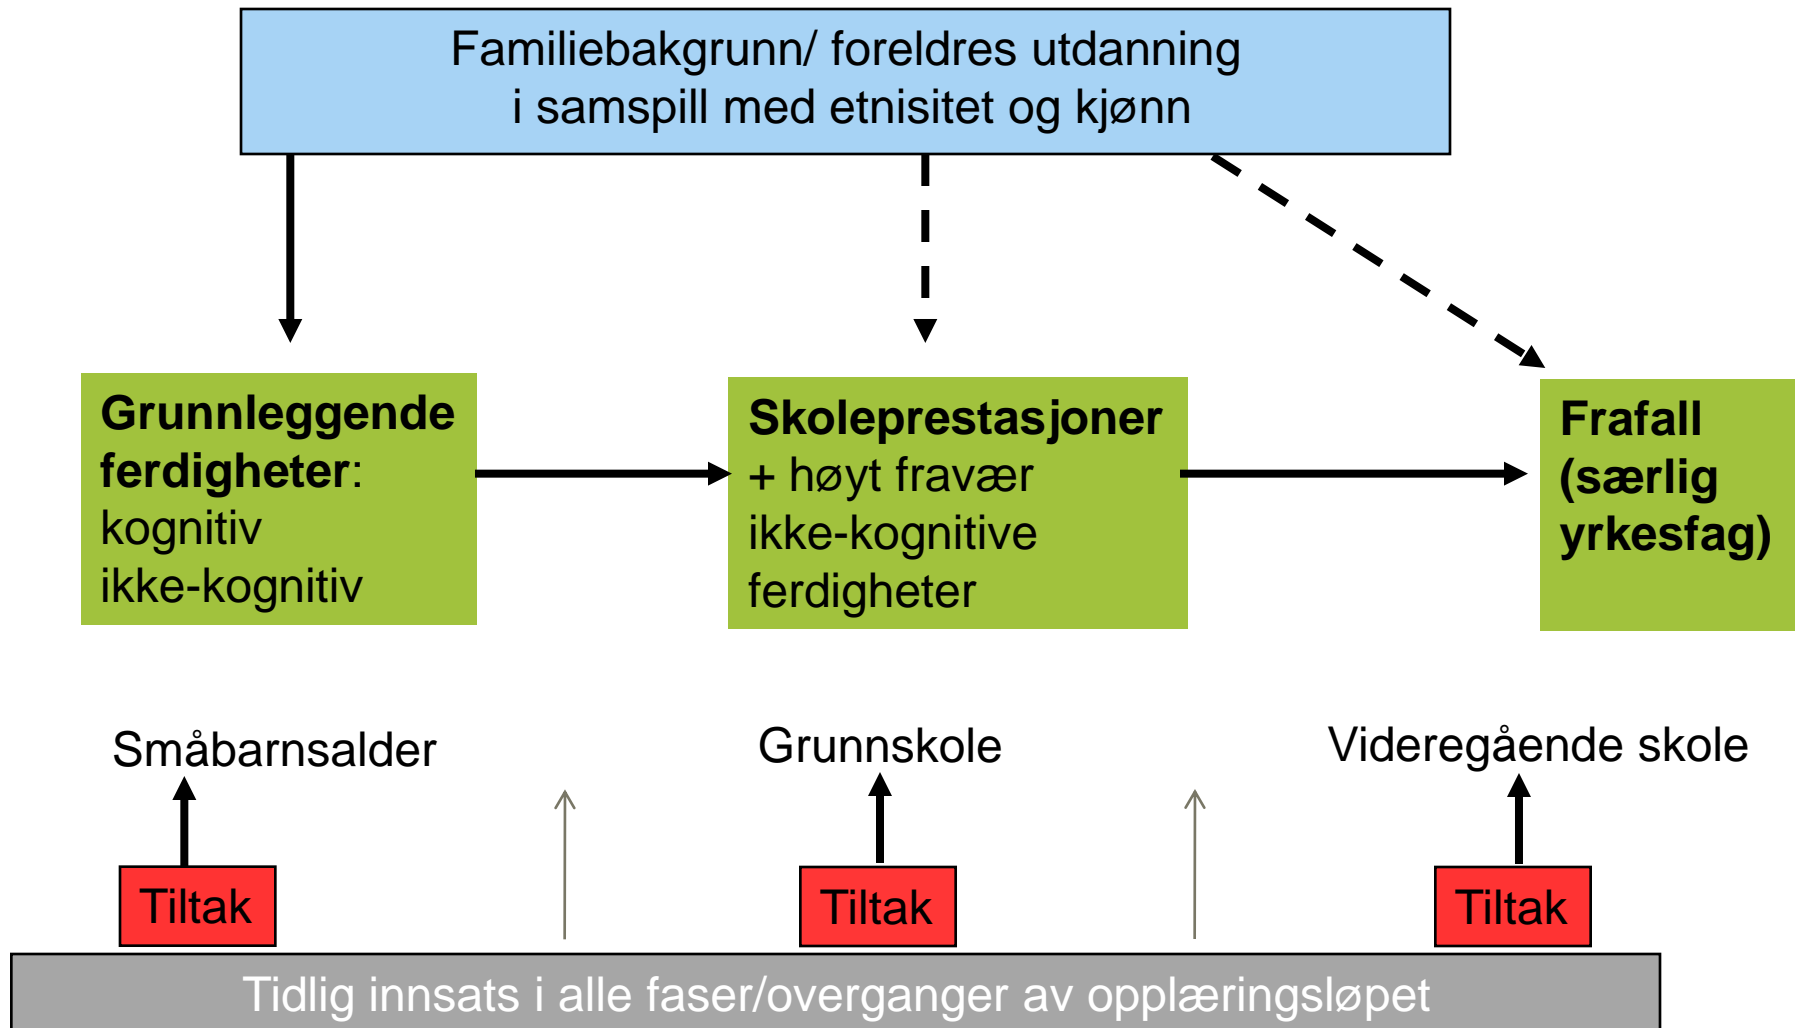 Familiebakgrunn/ foreldres utdanning
i samspill med etnisitet og kjønn
Grunnleggende
ferdigheter:
kognitiv
ikke-kognitiv
Skoleprestasjoner
+ høyt fravær
ikke-kognitive
ferdigheter
Frafall
(særlig
yrkesfag)
Småbarnsalder
Grunnskole
Videregående skole
Tiltak
Tiltak
Tiltak
Tidlig innsats i alle faser/overganger av opplæringsløpet